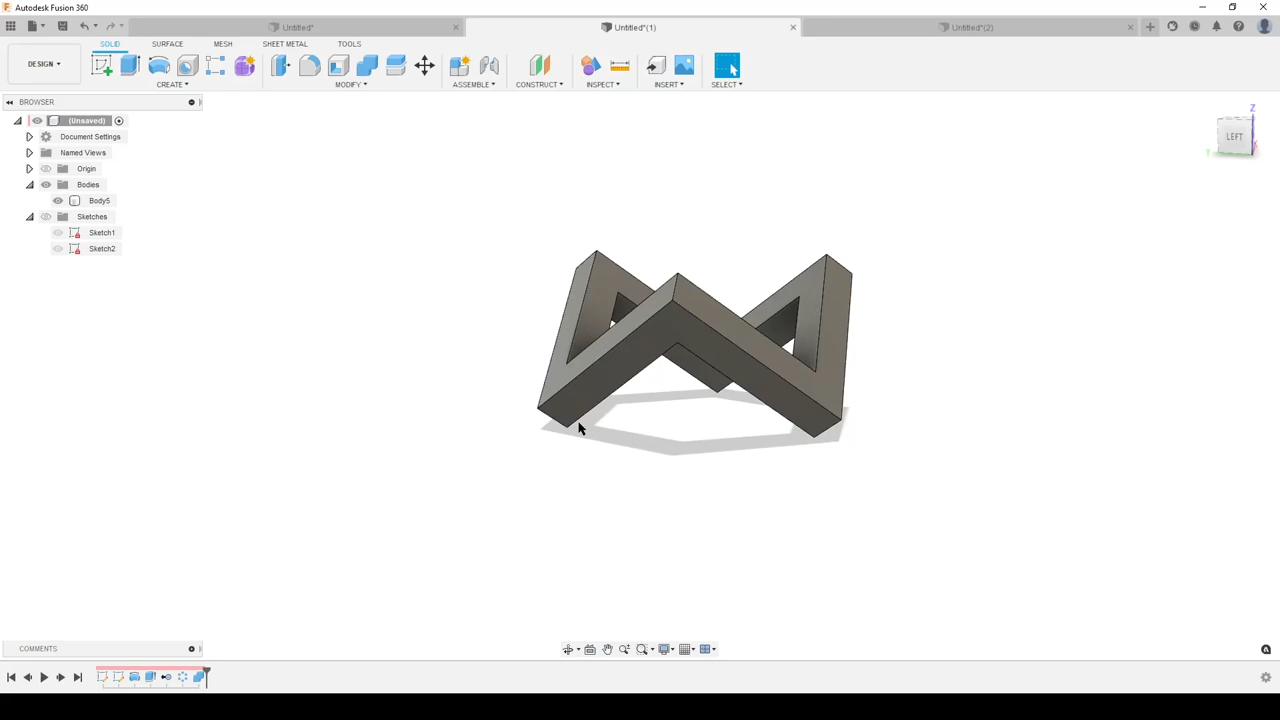 Autodesk Fusion 360
Untitled*
Untitled*(1)
Untitled*(2)
SOLID
SURFACE
MESH
SHEET METAL
TOOLS
DESIGN
CREATE
MODIFY
ASSEMBLE
CONSTRUCT
INSPECT
INSERT
SELECT
BROWSER
(Unsaved)
Document Settings
Named Views
Origin
Bodies
Body5
Sketches
Sketch1
Sketch2
Z
LEFT
Y
X
COMMENTS